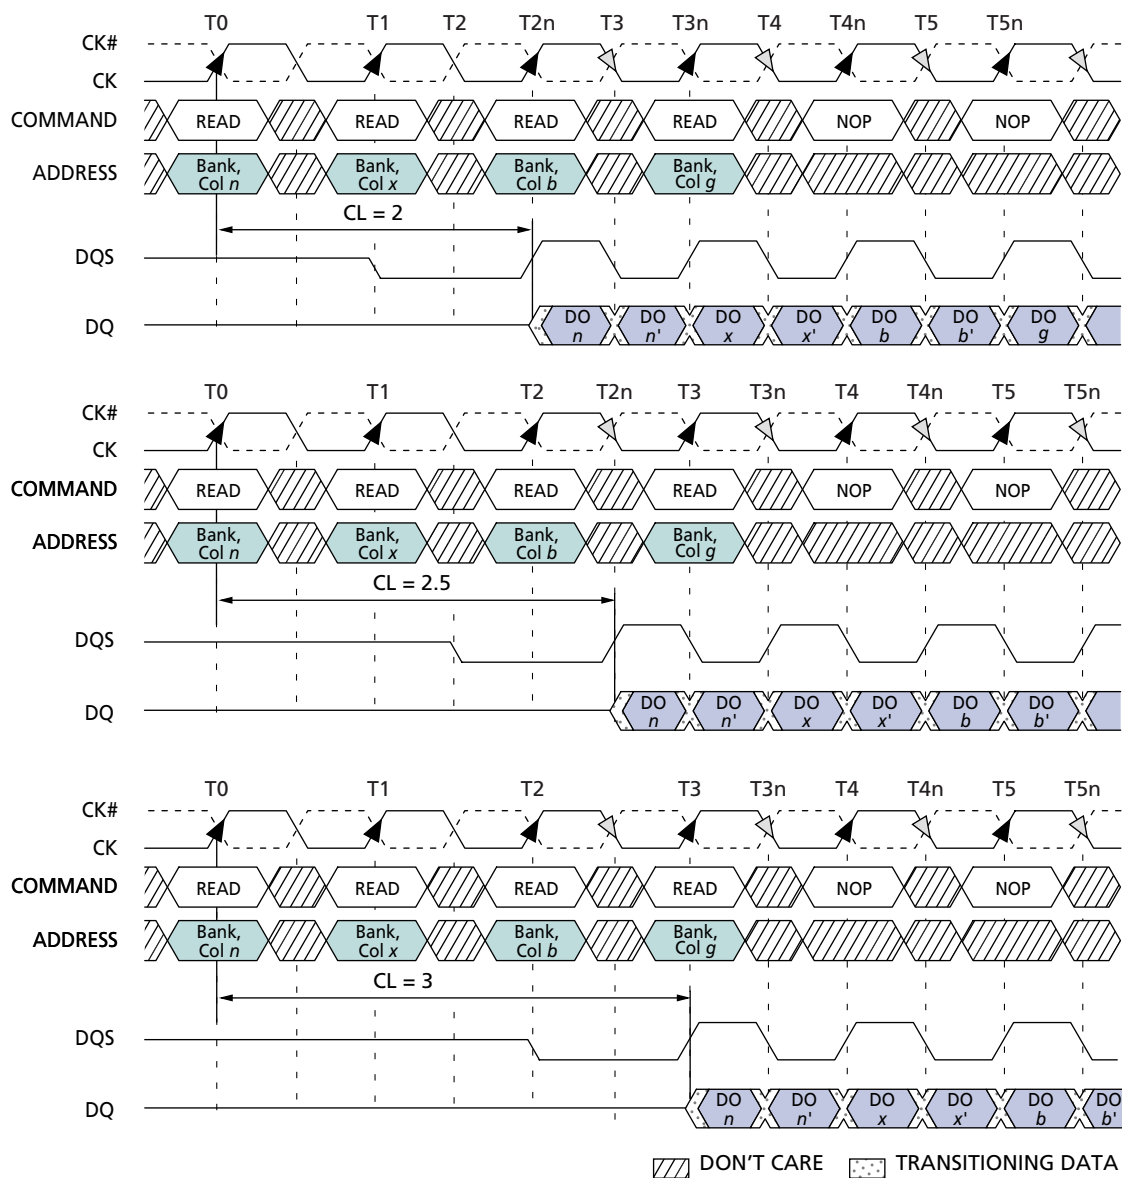 T0 T1 T2 T2n T3 T3n T4 T4n T5 T5n
CK#
CK
COMMAND READ READ READ READ NOP NOP
ADDRESS Bank, Col n Bank, Col x Bank, Col b Bank, Col g
CL = 2
DQS
DQ DO n DO n' DO x DO x' DO b DO b' DO g
T0 T1 T2 T2n T3 T3n T4 T4n T5 T5n
CK#
CK
COMMAND READ READ READ READ NOP NOP
ADDRESS Bank, Col n Bank, Col x Bank, Col b Bank, Col g
CL = 2.5
DQS
DQ DO n DO n' DO x DO x' DO b DO b'
T0 T1 T2 T3 T3n T4 T4n T5 T5n
CK#
CK
COMMAND READ READ READ READ NOP NOP
ADDRESS Bank, Col n Bank, Col x Bank, Col b Bank, Col g
CL = 3
DQS
DQ DO n DO n' DO x DO x' DO b DO b'
DON'T CARE TRANSITIONING DATA